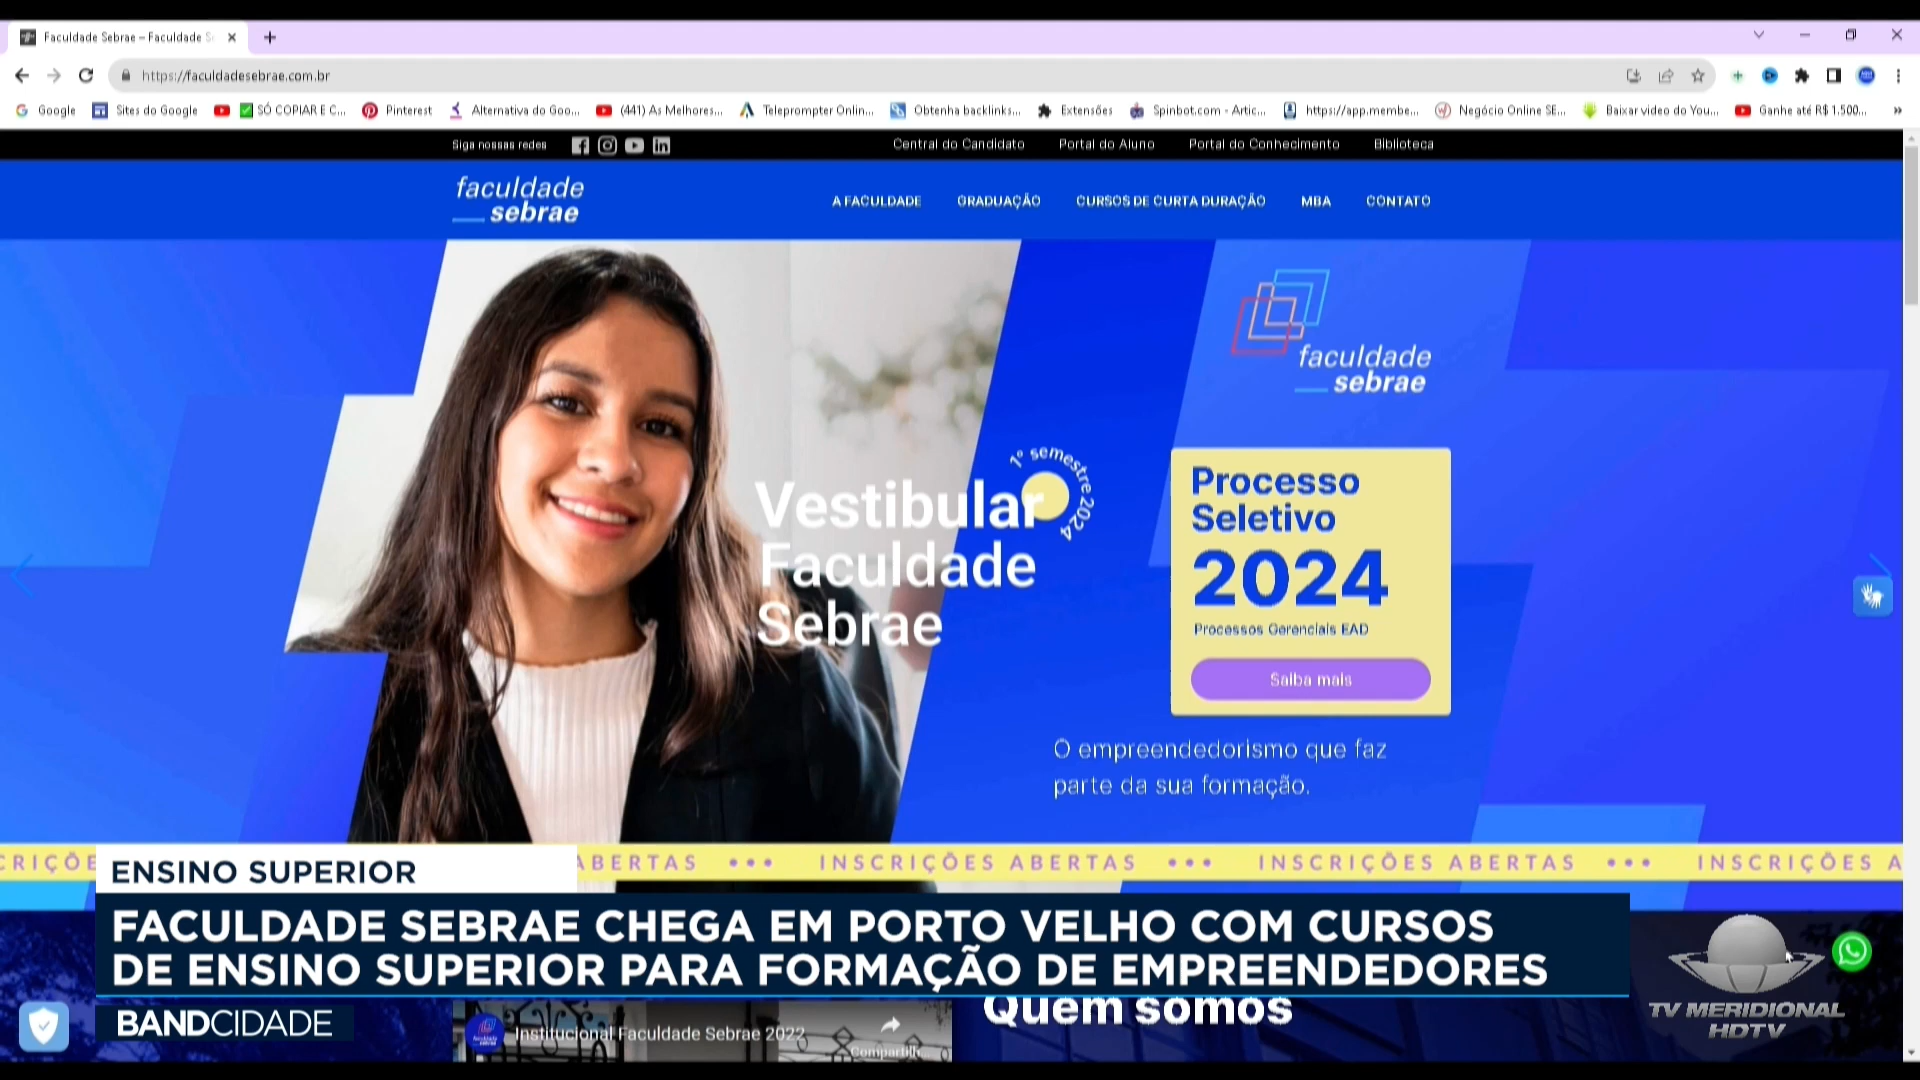 Faculdade Sebrae – Faculdade S
https://faculdadesebrae.com.br
Google
Sites do Google
SÓ COPIAR E C...
Pinterest
Alternativa do Goo...
(441) As Melhores...
Teleprompter Onlin...
Obtenha backlinks...
Extensões
Spinbot.com - Artic...
https://app.membe...
Negócio Online SE...
Baixar video do You...
Ganhe até R$ 1.500...
Siga nossas redes
Central do Candidato
Portal do Aluno
Portal do Conhecimento
Biblioteca
faculdade
sebrae
A FACULDADE
GRADUAÇÃO
CURSOS DE CURTA DURAÇÃO
MBA
CONTATO
faculdade
sebrae
1º semestre 2024
Vestibular
Faculdade
Sebrae
Processo
Seletivo
2024
Processos Gerenciais EAD
Saiba mais
O empreendedorismo que faz
parte da sua formação.
CRIÇÕE ABERTAS ••• INSCRIÇÕES ABERTAS ••• INSCRIÇÕES ABERTAS ••• INSCRIÇÕES A
ENSINO SUPERIOR
FACULDADE SEBRAE CHEGA EM PORTO VELHO COM CURSOS
DE ENSINO SUPERIOR PARA FORMAÇÃO DE EMPREENDEDORES
Quem somos
BANDCIDADE
Institucional Faculdade Sebrae 2022
Compartilh...
TV MERIDIONAL
HDTV